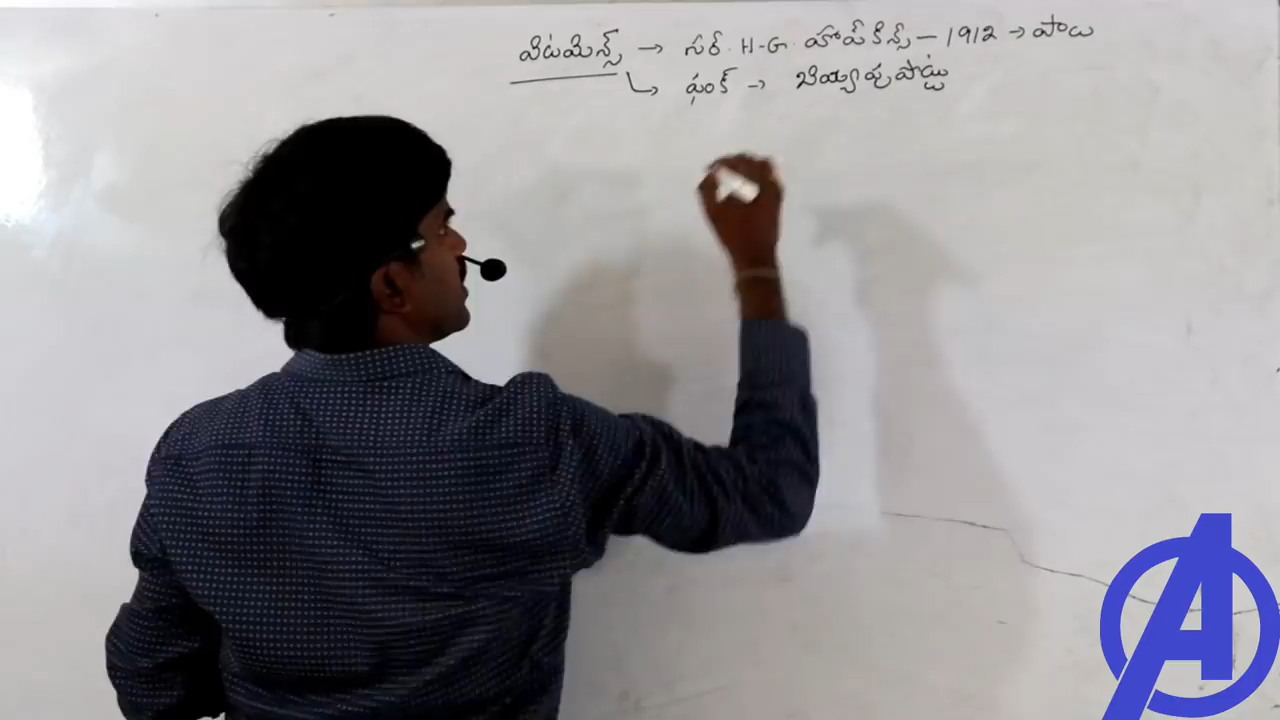 విటమిన్స్ → సర్. H.G. హాప్‌కిన్స్ - 1912 → పాలు
↳ ఫంక్ → బియ్యపుపొట్టు